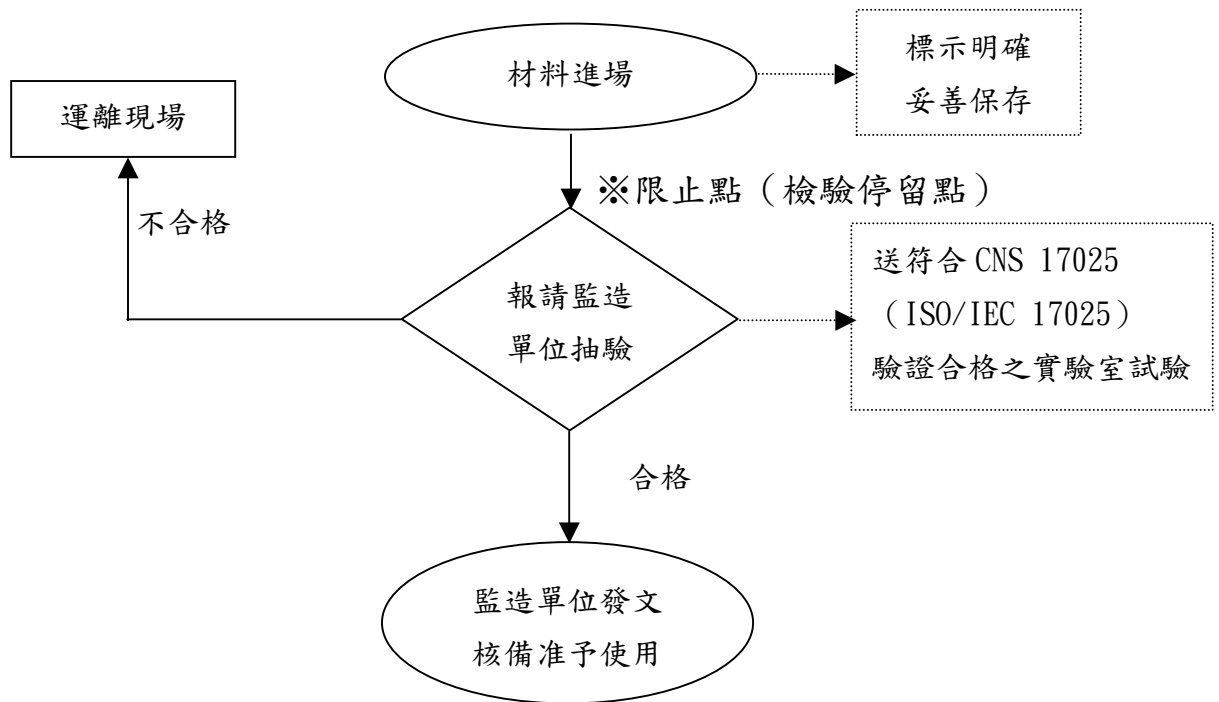 材料進場
標示明確
妥善保存
運離現場
※限止點（檢驗停留點）
不合格
報請監造
單位抽驗
送符合 CNS 17025
（ISO/IEC 17025）
驗證合格之實驗室試驗
合格
監造單位發文
核備准予使用